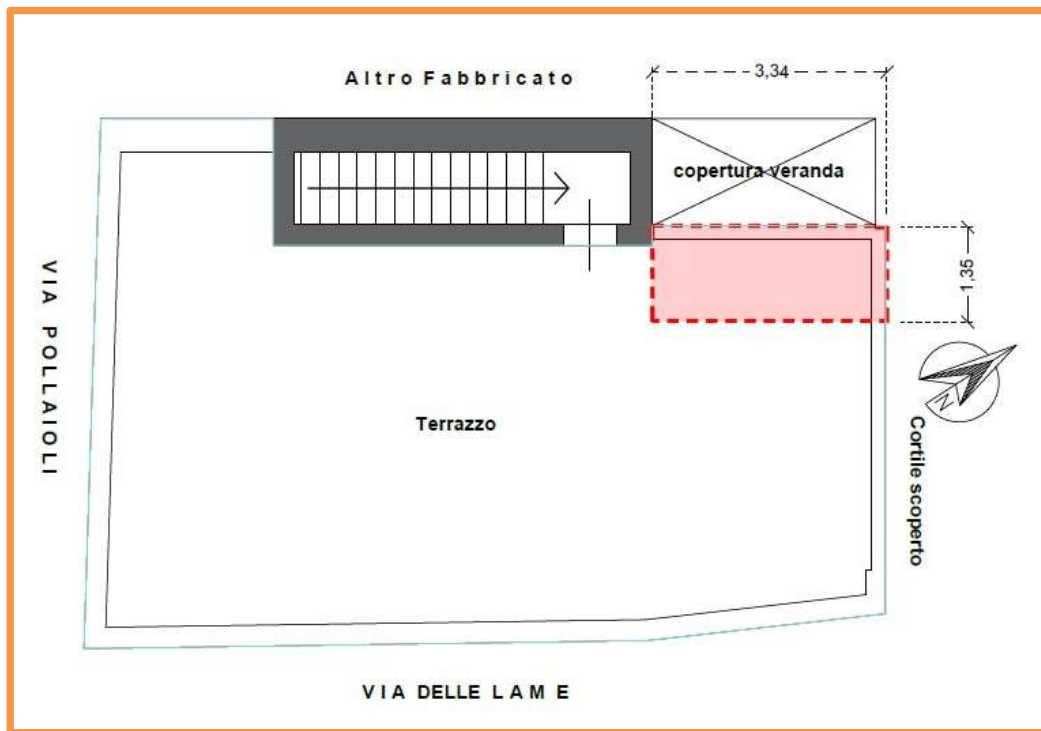 Altro Fabbricato
3,34
copertura veranda
1,35
VIA POLLAIOLI
N
Terrazzo
Cortile scoperto
VIA DELLE LAME